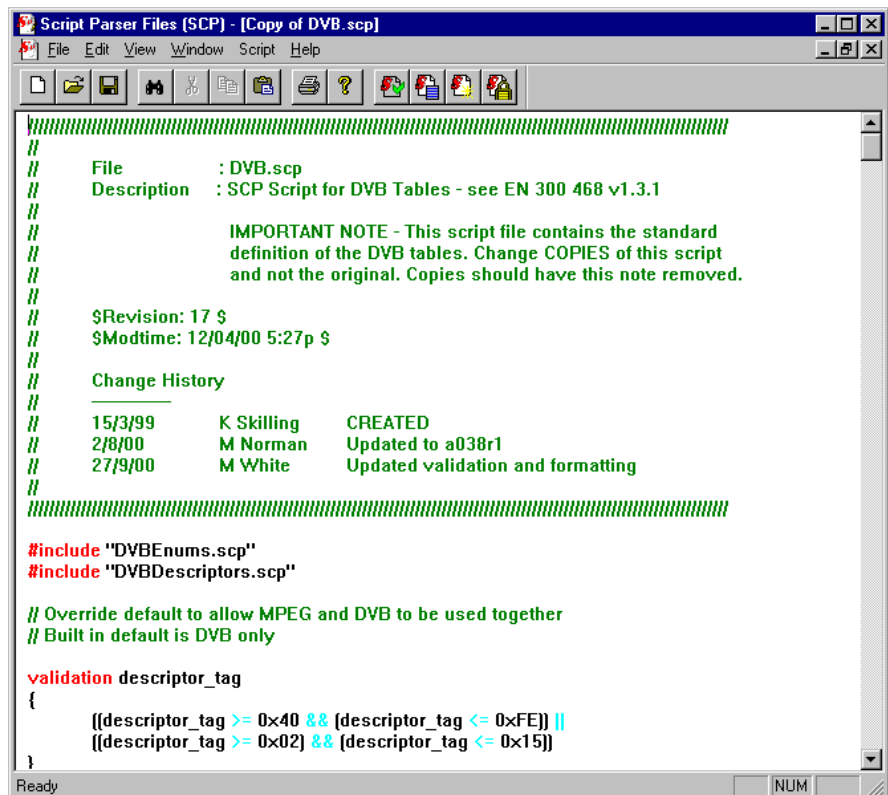 Script Parser Files (SCP) - [Copy of DVB.scp]
File Edit View Window Script Help
////////////////////////////////////////////////////////////////////////////////////////////////////
//
// File : DVB.scp
// Description : SCP Script for DVB Tables - see EN 300 468 v1.3.1
//
// IMPORTANT NOTE - This script file contains the standard
// definition of the DVB tables. Change COPIES of this script
// and not the original. Copies should have this note removed.
//
// $Revision: 17 $
// $Modtime: 12/04/00 5:27p $
//
// Change History
// --------------
// 15/3/99 K Skilling CREATED
// 2/8/00 M Norman Updated to a038r1
// 27/9/00 M White Updated validation and formatting
//
////////////////////////////////////////////////////////////////////////////////////////////////////
#include "DVBEnums.scp"
#include "DVBDescriptors.scp"
// Override default to allow MPEG and DVB to be used together
// Built in default is DVB only
validation descriptor_tag
{
((descriptor_tag >= 0x40 && (descriptor_tag <= 0xFE)) ||
((descriptor_tag >= 0x02) && (descriptor_tag <= 0x15))
}
Ready NUM